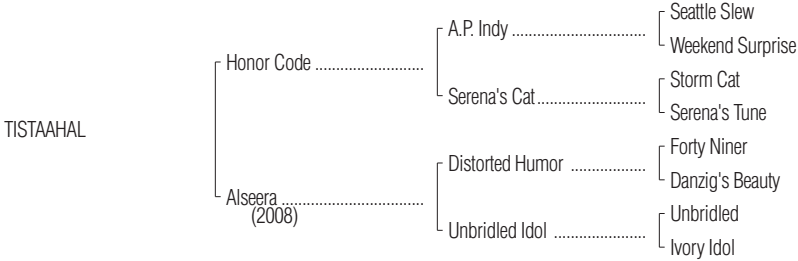 Seattle Slew
A.P. Indy
Weekend Surprise
Honor Code
Storm Cat
Serena's Cat
Serena's Tune
TISTAAHAL
Forty Niner
Distorted Humor
Danzig's Beauty
Alseera
(2008)
Unbridled
Unbridled Idol
Ivory Idol